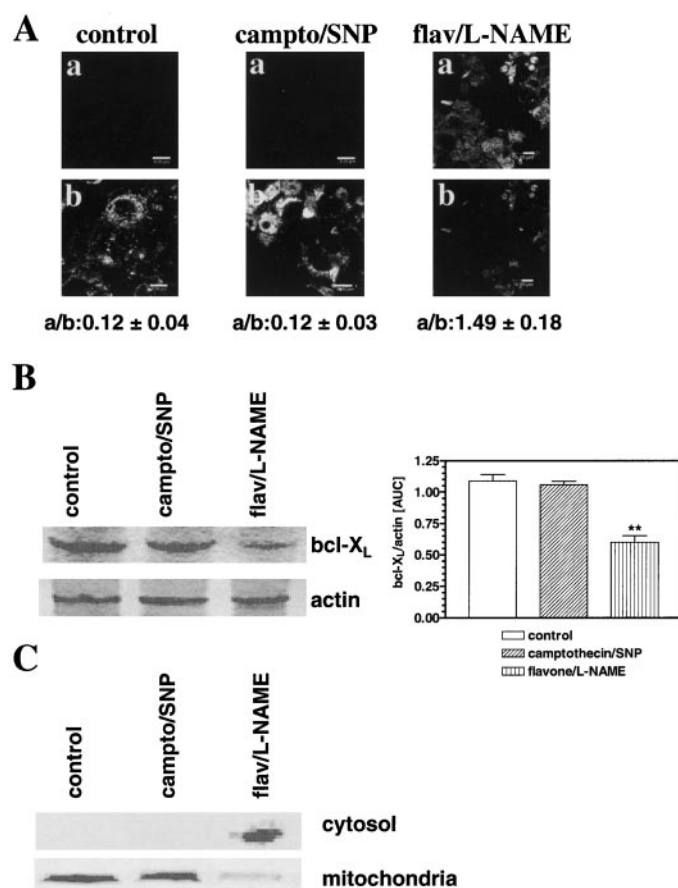 A
control campto/SNP flav/L-NAME
a a a
b b b
a/b:0.12 ± 0.04 a/b:0.12 ± 0.03 a/b:1.49 ± 0.18
B
control campto/SNP flav/L-NAME
bcl-XL
actin
bcl-XL/actin [AUC]
1.25
1.00
0.75
0.50
0.25
0.00
**
control
camptothecin/SNP
flavone/L-NAME
C
control campto/SNP flav/L-NAME
cytosol
mitochondria